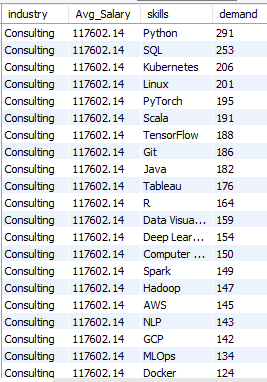 industry Avg_Salary skills demand
Consulting 117602.14 Python 291
Consulting 117602.14 SQL 253
Consulting 117602.14 Kubernetes 206
Consulting 117602.14 Linux 201
Consulting 117602.14 PyTorch 195
Consulting 117602.14 Scala 191
Consulting 117602.14 TensorFlow 188
Consulting 117602.14 Git 186
Consulting 117602.14 Java 182
Consulting 117602.14 Tableau 176
Consulting 117602.14 R 164
Consulting 117602.14 Data Visua... 159
Consulting 117602.14 Deep Lear... 154
Consulting 117602.14 Computer ... 150
Consulting 117602.14 Spark 149
Consulting 117602.14 Hadoop 147
Consulting 117602.14 AWS 145
Consulting 117602.14 NLP 143
Consulting 117602.14 GCP 142
Consulting 117602.14 MLOps 134
Consulting 117602.14 Docker 124